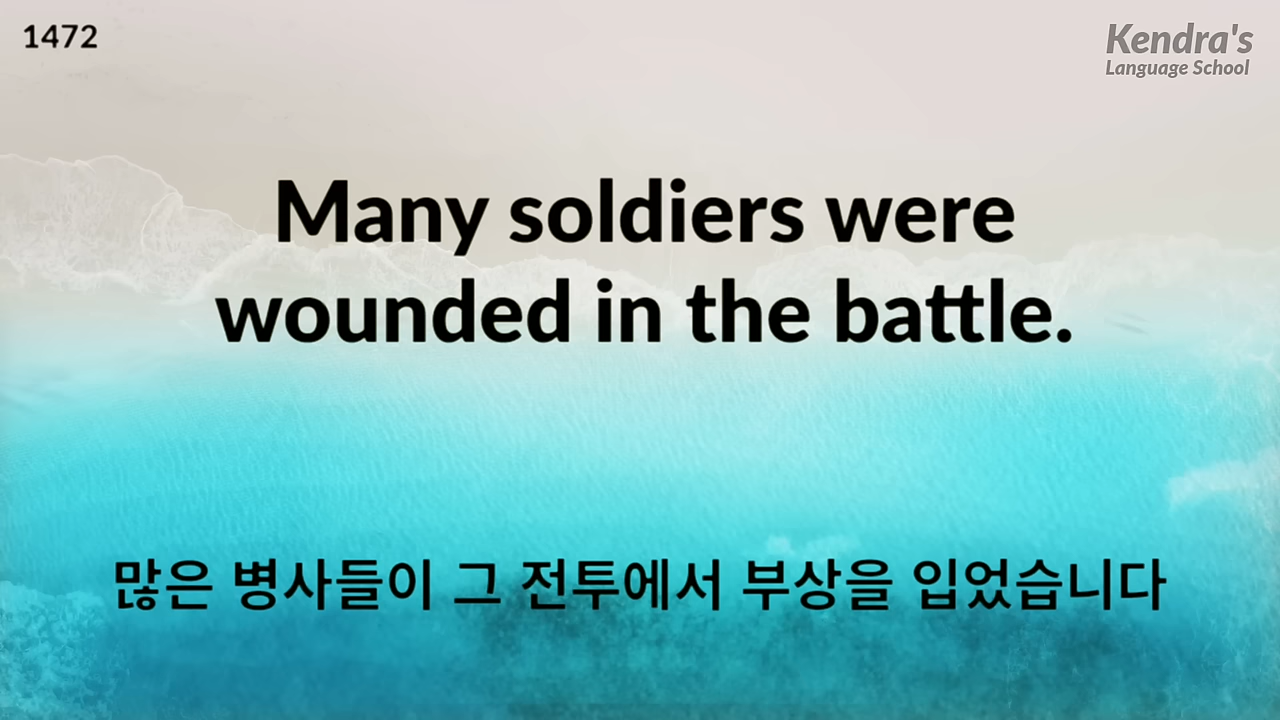 1472
Kendra's
Language School
Many soldiers were
wounded in the battle.
많은 병사들이 그 전투에서 부상을 입었습니다